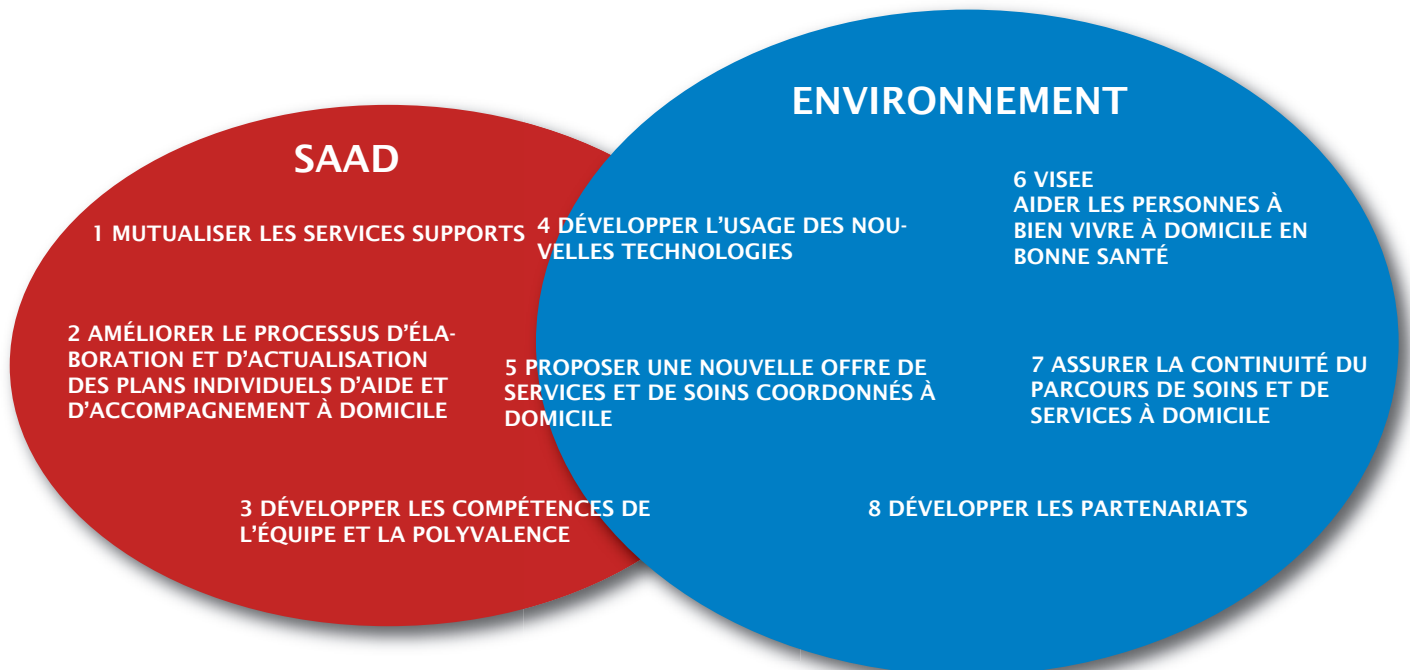 SAAD
1 MUTUALISER LES SERVICES SUPPORTS
2 AMÉLIORER LE PROCESSUS D'ÉLA-
BORATION ET D'ACTUALISATION
DES PLANS INDIVIDUELS D'AIDE ET
D'ACCOMPAGNEMENT À DOMICILE
3 DÉVELOPPER LES COMPÉTENCES DE
L'ÉQUIPE ET LA POLYVALENCE
ENVIRONNEMENT
4 DÉVELOPPER L'USAGE DES NOU-
VELLES TECHNOLOGIES
5 PROPOSER UNE NOUVELLE OFFRE DE
SERVICES ET DE SOINS COORDONNÉS À
DOMICILE
6 VISEE
AIDER LES PERSONNES À
BIEN VIVRE À DOMICILE EN
BONNE SANTÉ
7 ASSURER LA CONTINUITÉ DU
PARCOURS DE SOINS ET DE
SERVICES À DOMICILE
8 DÉVELOPPER LES PARTENARIATS